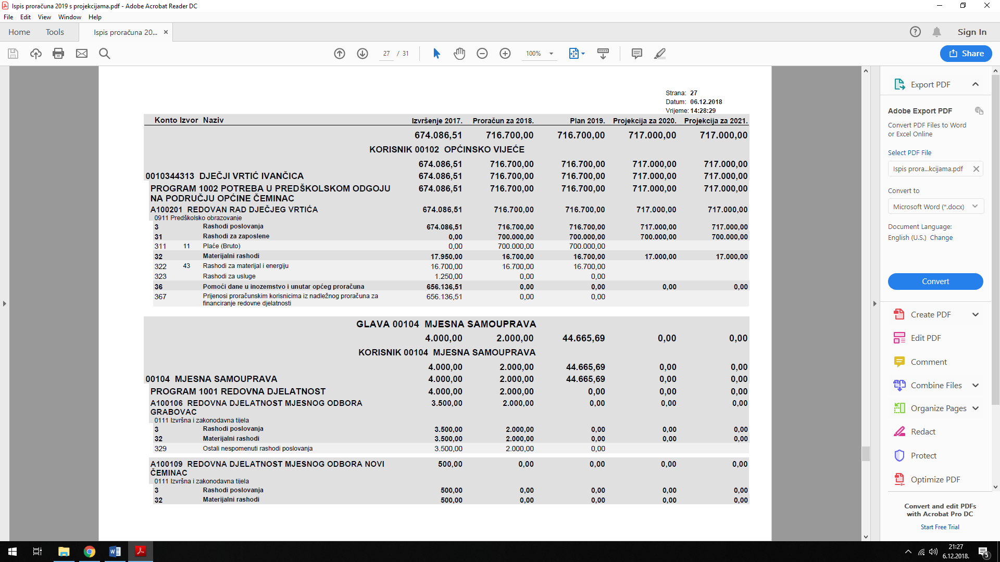 Ispis proračuna 2019 s projekcijama.pdf - Adobe Acrobat Reader DC
File Edit View Window Help
Home Tools Ispis proračuna 20... × Sign In
27 / 31 100% Share
Strana: 27
Datum: 06.12.2018
Vrijeme: 14:28:29
Konto Izvor Naziv Izvršenje 2017. Proračun za 2018. Plan 2019. Projekcija za 2020. Projekcija za 2021.
674.086,51 716.700,00 716.700,00 717.000,00 717.000,00
KORISNIK 00102 OPĆINSKO VIJEĆE
674.086,51 716.700,00 716.700,00 717.000,00 717.000,00
0010344313 DJEČJI VRTIĆ IVANČICA 674.086,51 716.700,00 716.700,00 717.000,00 717.000,00
PROGRAM 1002 POTREBA U PREDŠKOLSKOM ODGOJU 674.086,51 716.700,00 716.700,00 717.000,00 717.000,00
NA PODRUČJU OPĆINE ČEMINAC
A100201 REDOVAN RAD DJEČJEG VRTIĆA 674.086,51 716.700,00 716.700,00 717.000,00 717.000,00
0911 Predškolsko obrazovanje
3 Rashodi poslovanja 674.086,51 716.700,00 716.700,00 717.000,00 717.000,00
31 Rashodi za zaposlene 0,00 700.000,00 700.000,00 700.000,00 700.000,00
311 11 Plaće (Bruto) 0,00 700.000,00 700.000,00
32 Materijalni rashodi 17.950,00 16.700,00 16.700,00 17.000,00 17.000,00
322 43 Rashodi za materijal i energiju 16.700,00 16.700,00 16.700,00
323 Rashodi za usluge 1.250,00 0,00 0,00
36 Pomoći dane u inozemstvo i unutar općeg proračuna 656.136,51 0,00 0,00 0,00 0,00
367 Prijenosi proračunskim korisnicima iz nadležnog proračuna za 656.136,51 0,00 0,00
financiranje redovne djelatnosti
GLAVA 00104 MJESNA SAMOUPRAVA
4.000,00 2.000,00 44.665,69 0,00 0,00
KORISNIK 00104 MJESNA SAMOUPRAVA
4.000,00 2.000,00 44.665,69 0,00 0,00
00104 MJESNA SAMOUPRAVA 4.000,00 2.000,00 44.665,69 0,00 0,00
PROGRAM 1001 REDOVNA DJELATNOST 4.000,00 2.000,00 0,00 0,00 0,00
A100106 REDOVNA DJELATNOST MJESNOG ODBORA 3.500,00 2.000,00 0,00 0,00 0,00
GRABOVAC
0111 Izvršna i zakonodavna tijela
3 Rashodi poslovanja 3.500,00 2.000,00 0,00 0,00 0,00
32 Materijalni rashodi 3.500,00 2.000,00 0,00 0,00 0,00
329 Ostali nespomenuti rashodi poslovanja 3.500,00 2.000,00 0,00
A100109 REDOVNA DJELATNOST MJESNOG ODBORA NOVI 500,00 0,00 0,00 0,00 0,00
ČEMINAC
0111 Izvršna i zakonodavna tijela
3 Rashodi poslovanja 500,00 0,00 0,00 0,00 0,00
32 Materijalni rashodi 500,00 0,00 0,00 0,00 0,00
Export PDF
Adobe Export PDF
Convert PDF Files to Word
or Excel Online
Select PDF File
Ispis prora...kcijama.pdf
Convert to
Microsoft Word (*.docx)
Document Language:
English (U.S.) Change
Convert
Create PDF
Edit PDF
Comment
Combine Files
Organize Pages
Redact
Protect
Optimize PDF
Convert and edit PDFs
with Acrobat Pro DC
Start Free Trial
21:27
6.12.2018.
5